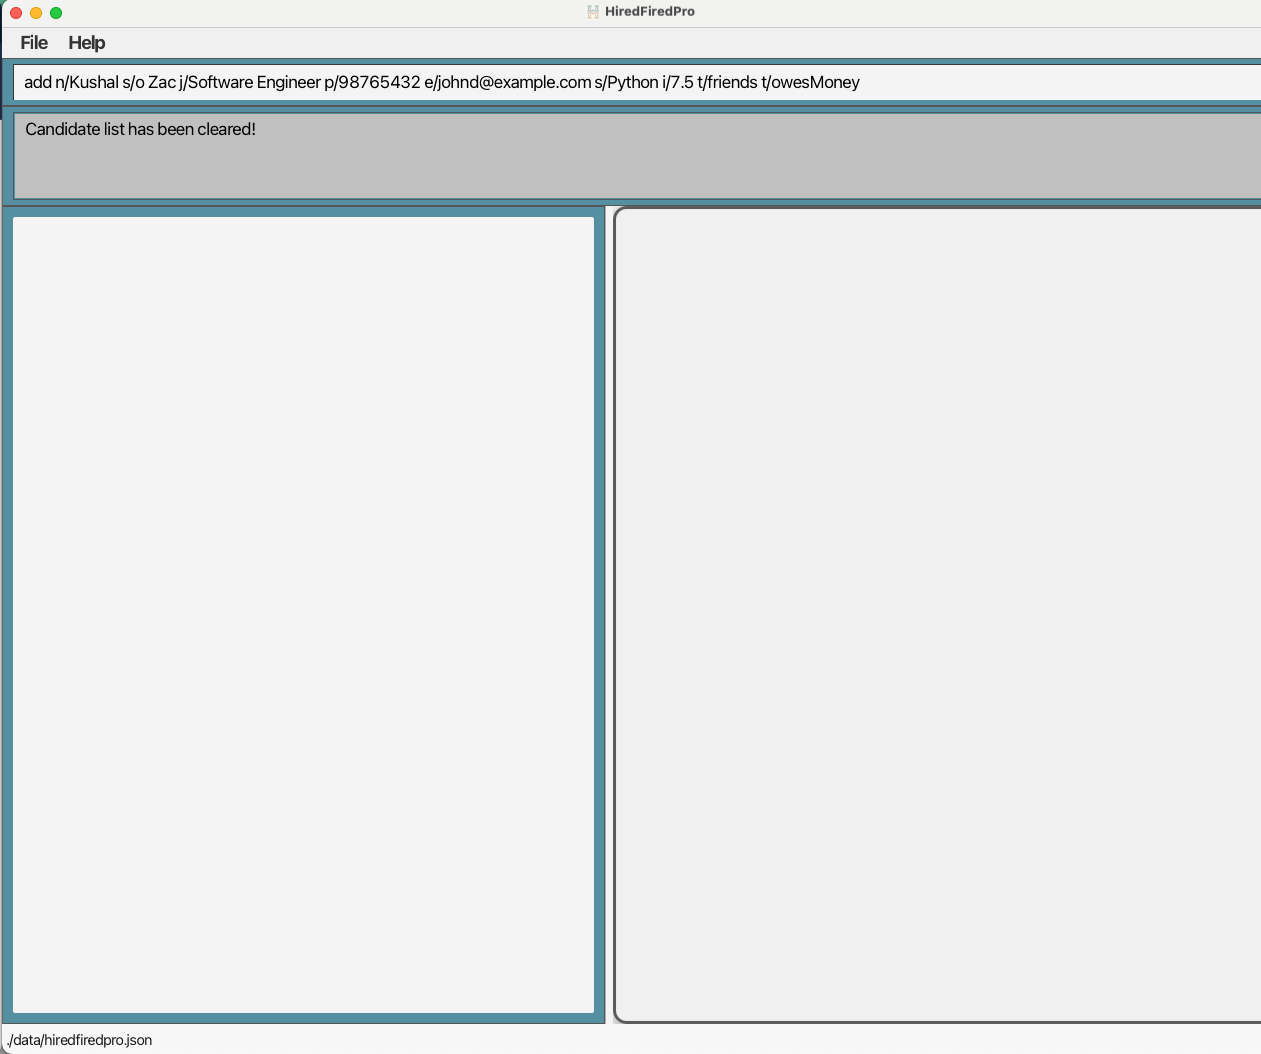 HiredFiredPro
File Help
add n/Kushal s/o Zac j/Software Engineer p/98765432 e/johnd@example.com s/Python i/7.5 t/friends t/owesMoney
Candidate list has been cleared!
./data/hiredfiredpro.json